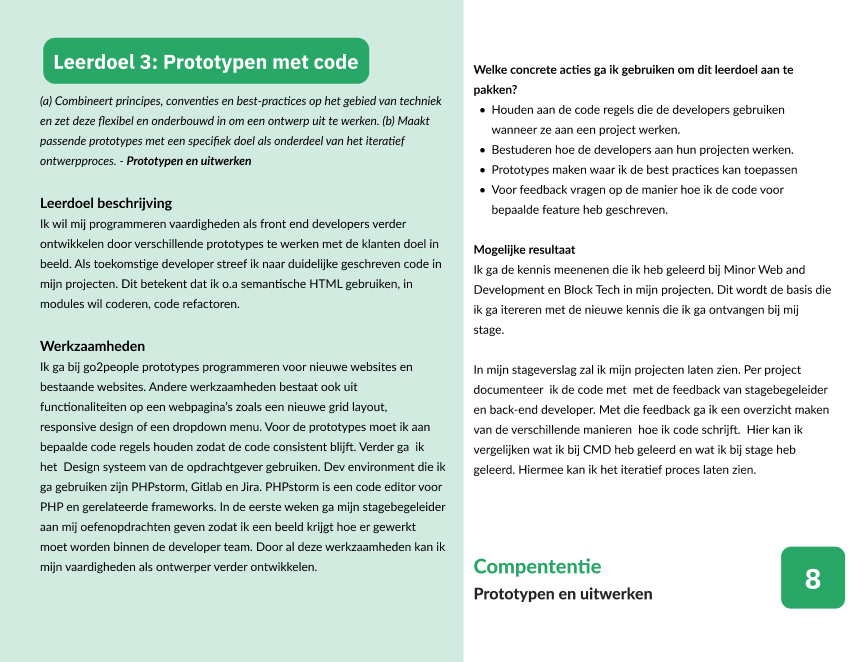 Leerdoel 3: Prototypen met code
(a) Combineert principes, conventies en best-practices op het gebied van techniek
en zet deze flexibel en onderbouwd in om een ontwerp uit te werken. (b) Maakt
passende prototypes met een specifiek doel als onderdeel van het iteratief
ontwerpproces. - Prototypen en uitwerken
Leerdoel beschrijving
Ik wil mij programmeren vaardigheden als front end developers verder
ontwikkelen door verschillende prototypes te werken met de klanten doel in
beeld. Als toekomstige developer streef ik naar duidelijke geschreven code in
mijn projecten. Dit betekent dat ik o.a semantische HTML gebruiken, in
modules wil coderen, code refactoren.
Werkzaamheden
Ik ga bij go2people prototypes programmeren voor nieuwe websites en
bestaande websites. Andere werkzaamheden bestaat ook uit
functionaliteiten op een webpagina's zoals een nieuwe grid layout,
responsive design of een dropdown menu. Voor de prototypes moet ik aan
bepaalde code regels houden zodat de code consistent blijft. Verder ga  ik
het  Design systeem van de opdrachtgever gebruiken. Dev environment die ik
ga gebruiken zijn PHPstorm, Gitlab en Jira. PHPstorm is een code editor voor
PHP en gerelateerde frameworks. In de eerste weken ga mijn stagebegeleider
aan mij oefenopdrachten geven zodat ik een beeld krijgt hoe er gewerkt
moet worden binnen de developer team. Door al deze werkzaamheden kan ik
mijn vaardigheden als ontwerper verder ontwikkelen.
Welke concrete acties ga ik gebruiken om dit leerdoel aan te
pakken?
• Houden aan de code regels die de developers gebruiken
wanneer ze aan een project werken.
• Bestuderen hoe de developers aan hun projecten werken.
• Prototypes maken waar ik de best practices kan toepassen
• Voor feedback vragen op de manier hoe ik de code voor
bepaalde feature heb geschreven.
Mogelijke resultaat
Ik ga de kennis meenenen die ik heb geleerd bij Minor Web and
Development en Block Tech in mijn projecten. Dit wordt de basis die
ik ga itereren met de nieuwe kennis die ik ga ontvangen bij mij
stage.
In mijn stageverslag zal ik mijn projecten laten zien. Per project
documenteer  ik de code met  met de feedback van stagebegeleider
en back-end developer. Met die feedback ga ik een overzicht maken
van de verschillende manieren  hoe ik code schrijft.  Hier kan ik
vergelijken wat ik bij CMD heb geleerd en wat ik bij stage heb
geleerd. Hiermee kan ik het iteratief proces laten zien.
Compententie
Prototypen en uitwerken
8